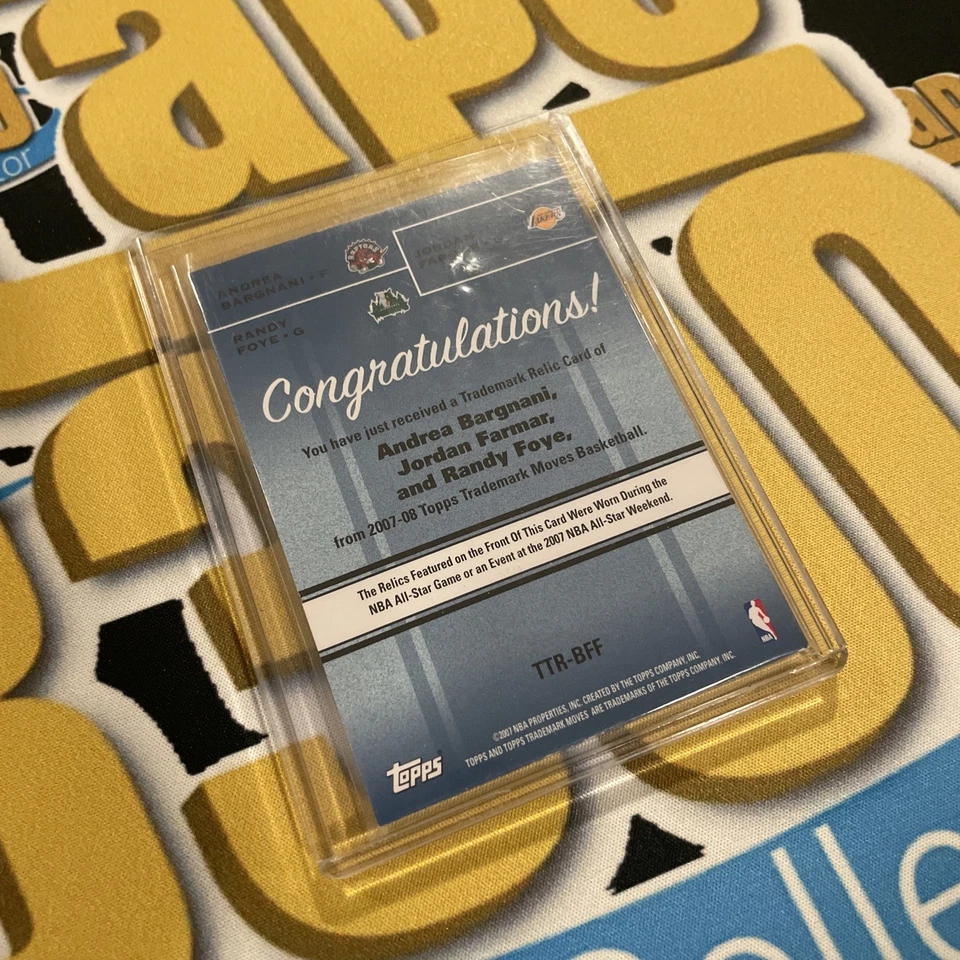 ANDREA
BARGNANI • F
RAPTORS
JORDAN
FARMAR • G
LAKERS
RANDY
FOYE • G
Congratulations!
You have just received a Trademark Relic Card of
Andrea Bargnani,
Jordan Farmar,
and Randy Foye,
from 2007-08 Topps Trademark Moves Basketball.
The Relics Featured on the Front Of This Card Were Worn During the
NBA All-Star Game or an Event at the 2007 NBA All-Star Weekend.
TTR-BFF
NBA
©2007 NBA PROPERTIES, INC. CREATED BY THE TOPPS COMPANY, INC.
TOPPS AND TOPPS TRADEMARK MOVES ARE TRADEMARKS OF THE TOPPS COMPANY, INC.
topps